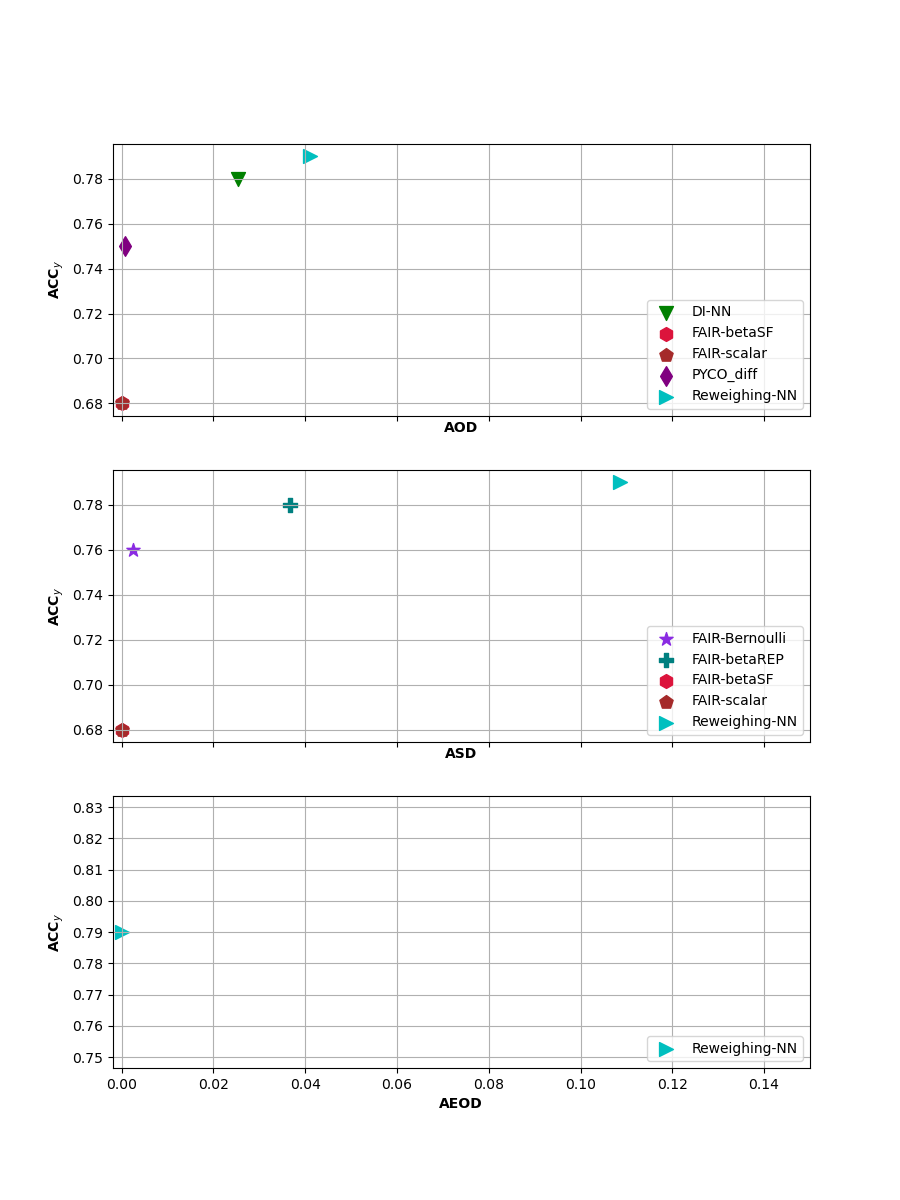 0.78
0.76
0.74
0.72
0.70
0.68
ACCy
DI-NN
FAIR-betaSF
FAIR-scalar
PYCO_diff
Reweighing-NN
AOD
0.78
0.76
0.74
0.72
0.70
0.68
ACCy
FAIR-Bernoulli
FAIR-betaREP
FAIR-betaSF
FAIR-scalar
Reweighing-NN
ASD
0.83
0.82
0.81
0.80
0.79
0.78
0.77
0.76
0.75
ACCy
Reweighing-NN
0.00 0.02 0.04 0.06 0.08 0.10 0.12 0.14
AEOD